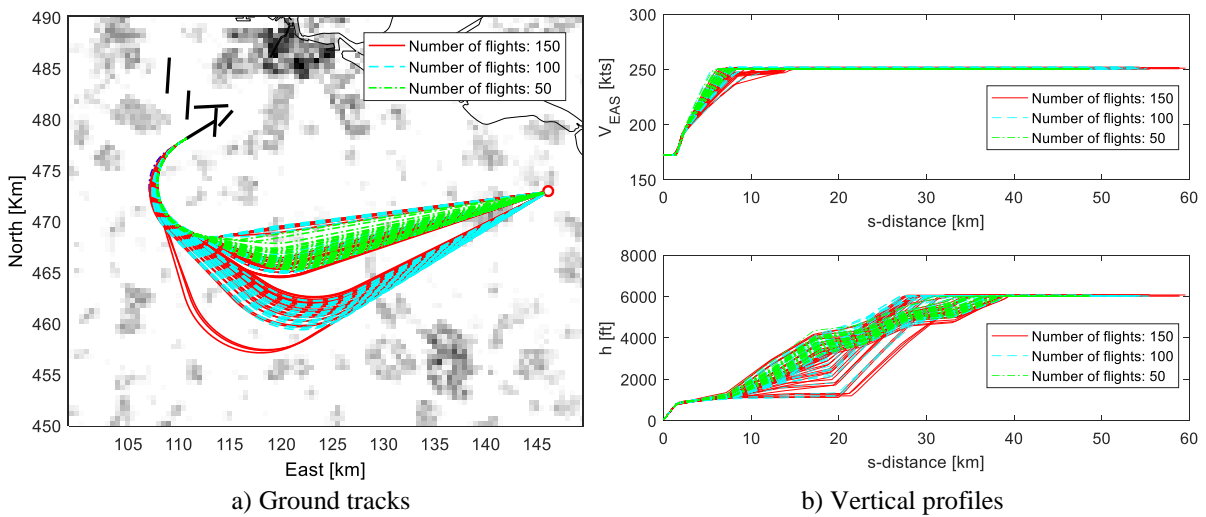 490
485
480
475
470
465
460
455
450
North [Km]
105 110 115 120 125 130 135 140 145
East [km]
Number of flights: 150
Number of flights: 100
Number of flights: 50
a) Ground tracks
300
250
200
150
V_EAS [kts]
0 10 20 30 40 50 60
s-distance [km]
Number of flights: 150
Number of flights: 100
Number of flights: 50
8000
6000
4000
2000
0
h [ft]
0 10 20 30 40 50 60
s-distance [km]
Number of flights: 150
Number of flights: 100
Number of flights: 50
b) Vertical profiles